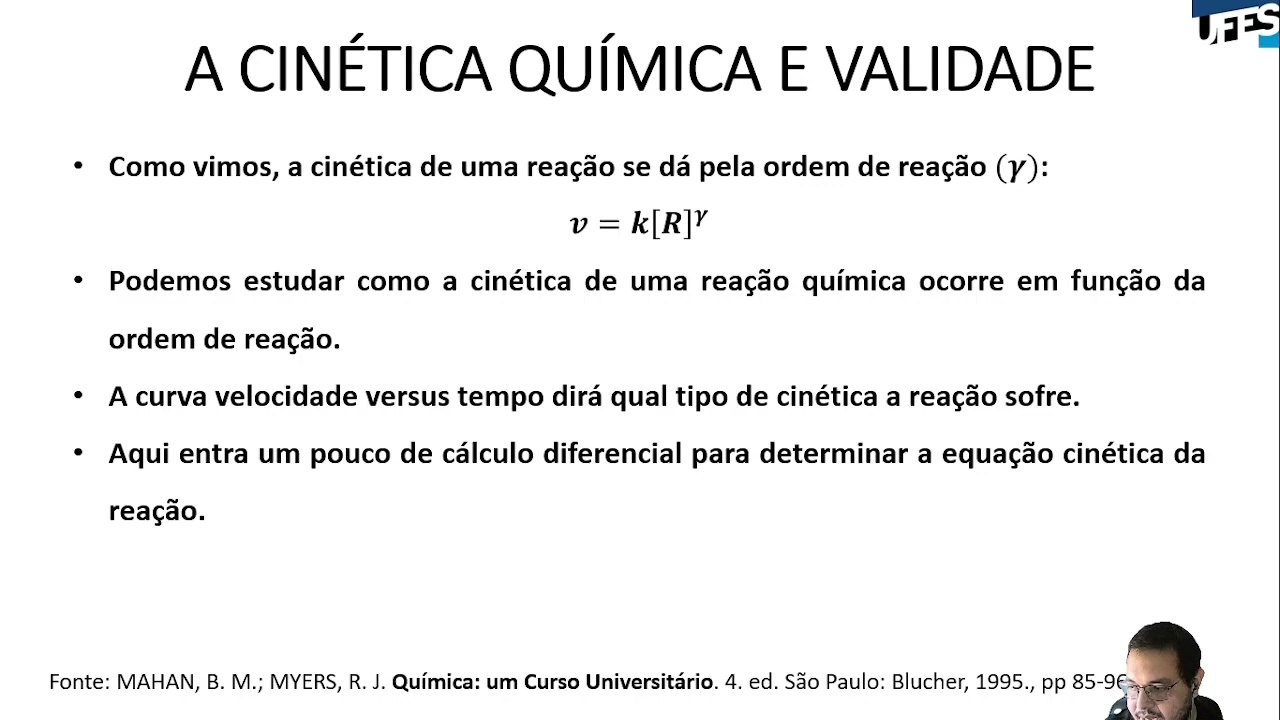 UFES
A CINÉTICA QUÍMICA E VALIDADE
• Como vimos, a cinética de uma reação se dá pela ordem de reação (γ):
v = k[R]^γ
• Podemos estudar como a cinética de uma reação química ocorre em função da
ordem de reação.
• A curva velocidade versus tempo dirá qual tipo de cinética a reação sofre.
• Aqui entra um pouco de cálculo diferencial para determinar a equação cinética da
reação.
Fonte: MAHAN, B. M.; MYERS, R. J. Química: um Curso Universitário. 4. ed. São Paulo: Blucher, 1995., pp